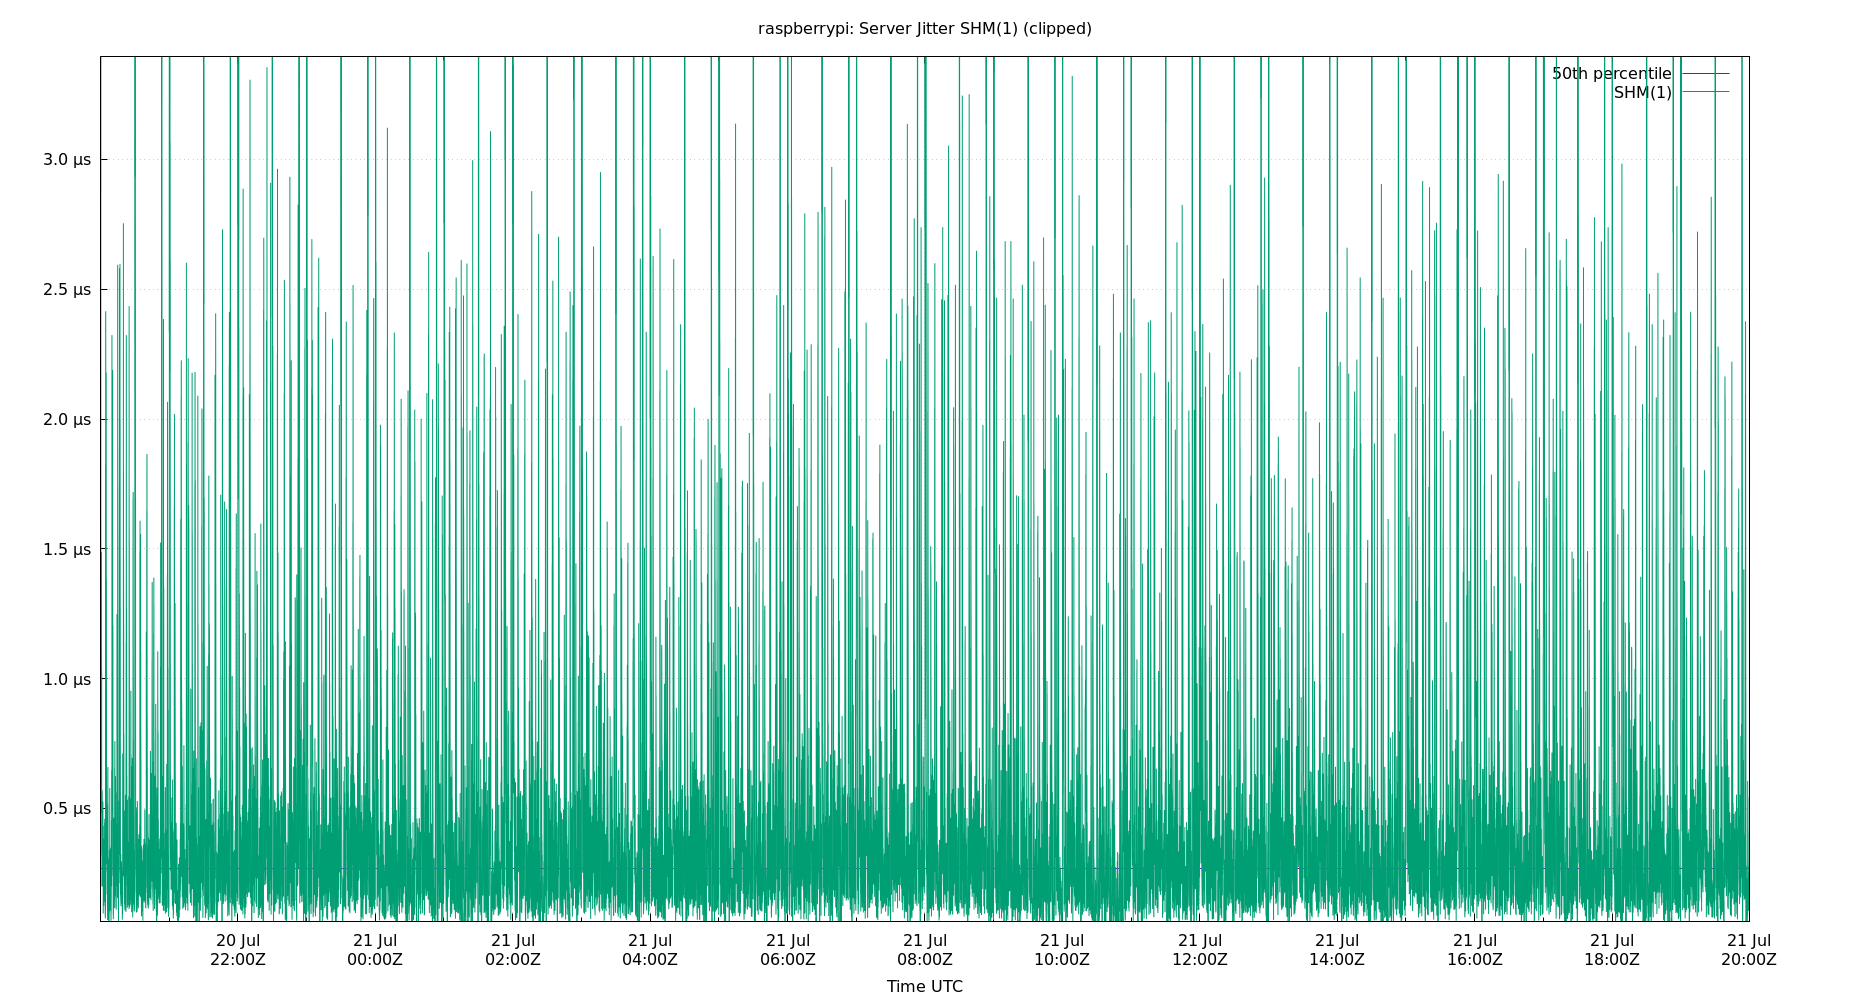 raspberrypi: Server Jitter SHM(1) (clipped)
50th percentile
SHM(1)
3.0 µs
2.5 µs
2.0 µs
1.5 µs
1.0 µs
0.5 µs
20 Jul 21 Jul 21 Jul 21 Jul 21 Jul 21 Jul 21 Jul 21 Jul 21 Jul 21 Jul 21 Jul 21 Jul
22:00Z 00:00Z 02:00Z 04:00Z 06:00Z 08:00Z 10:00Z 12:00Z 14:00Z 16:00Z 18:00Z 20:00Z
Time UTC